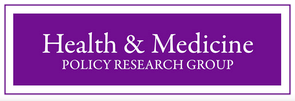 Health & Medicine
POLICY RESEARCH GROUP